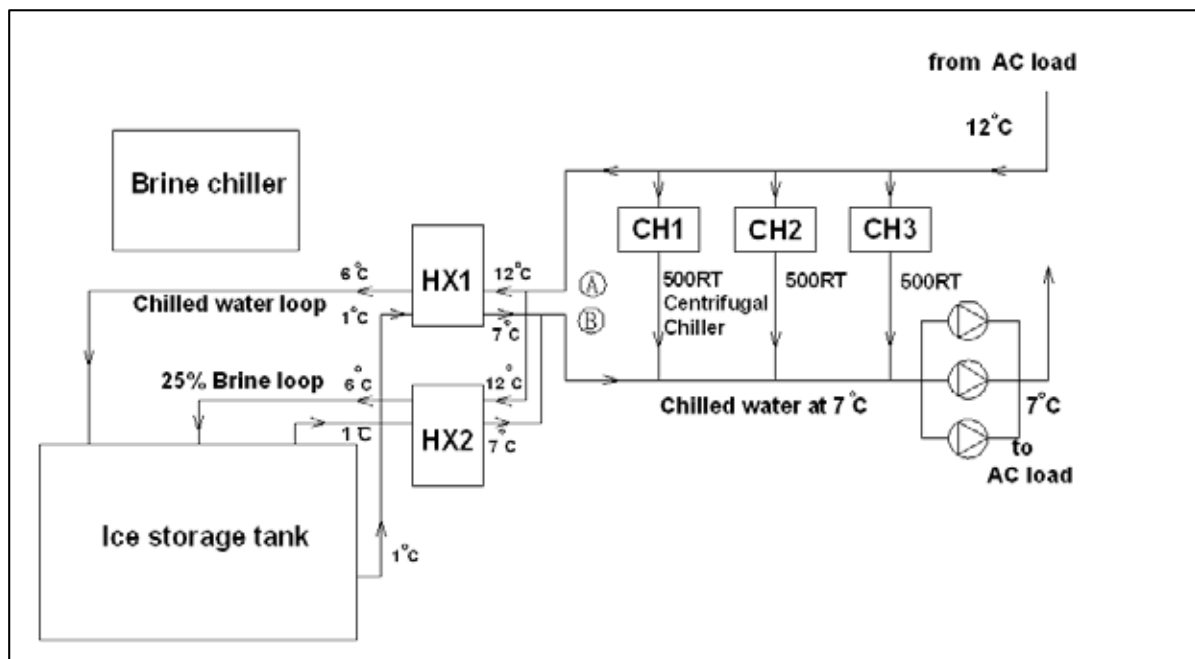 from AC load
12°C
Brine chiller
CH1
CH2
CH3
HX1
6°C
12°C
Ⓐ
500RT
Centrifugal
Chiller
500RT
500RT
Chilled water loop
1°C
7°C
Ⓑ
25% Brine loop
6°C
12°C
Chilled water at 7°C
7°C
HX2
1℃
7°C
to
AC load
Ice storage tank
1°C